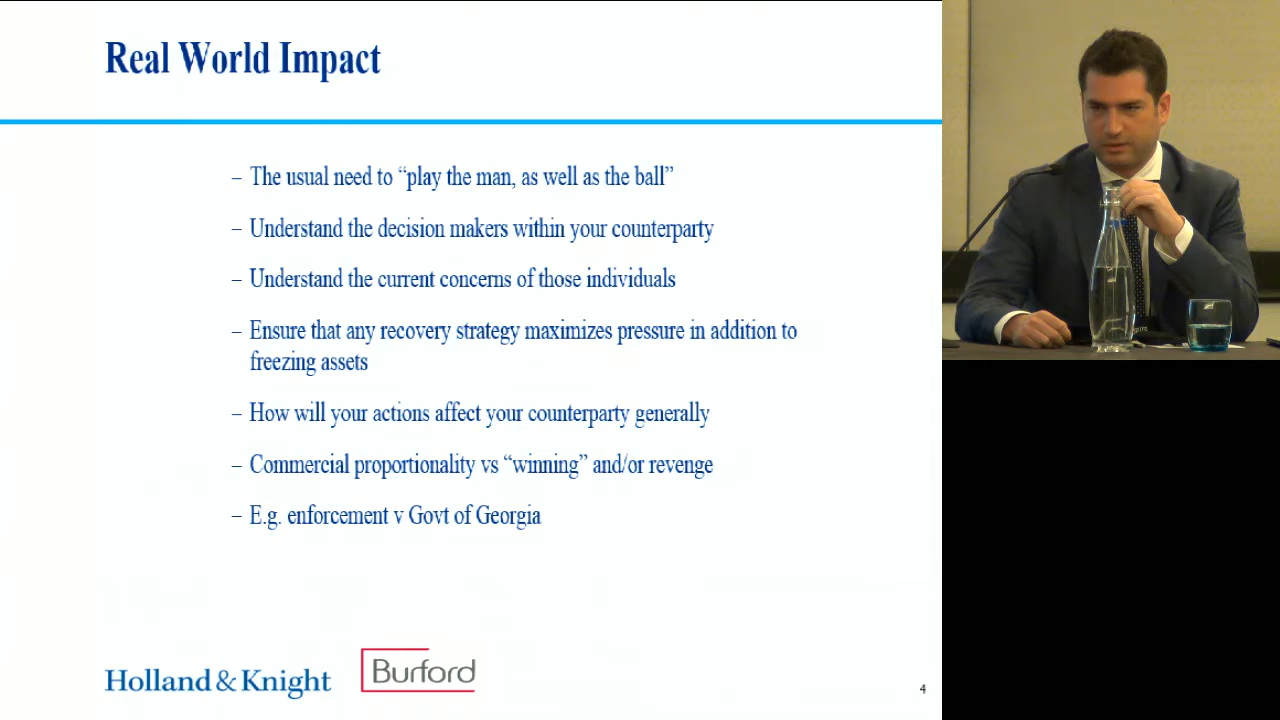 Real World Impact
– The usual need to “play the man, as well as the ball”
– Understand the decision makers within your counterparty
– Understand the current concerns of those individuals
– Ensure that any recovery strategy maximizes pressure in addition to
freezing assets
– How will your actions affect your counterparty generally
– Commercial proportionality vs “winning” and/or revenge
– E.g. enforcement v Govt of Georgia
Holland & Knight
Burford
4